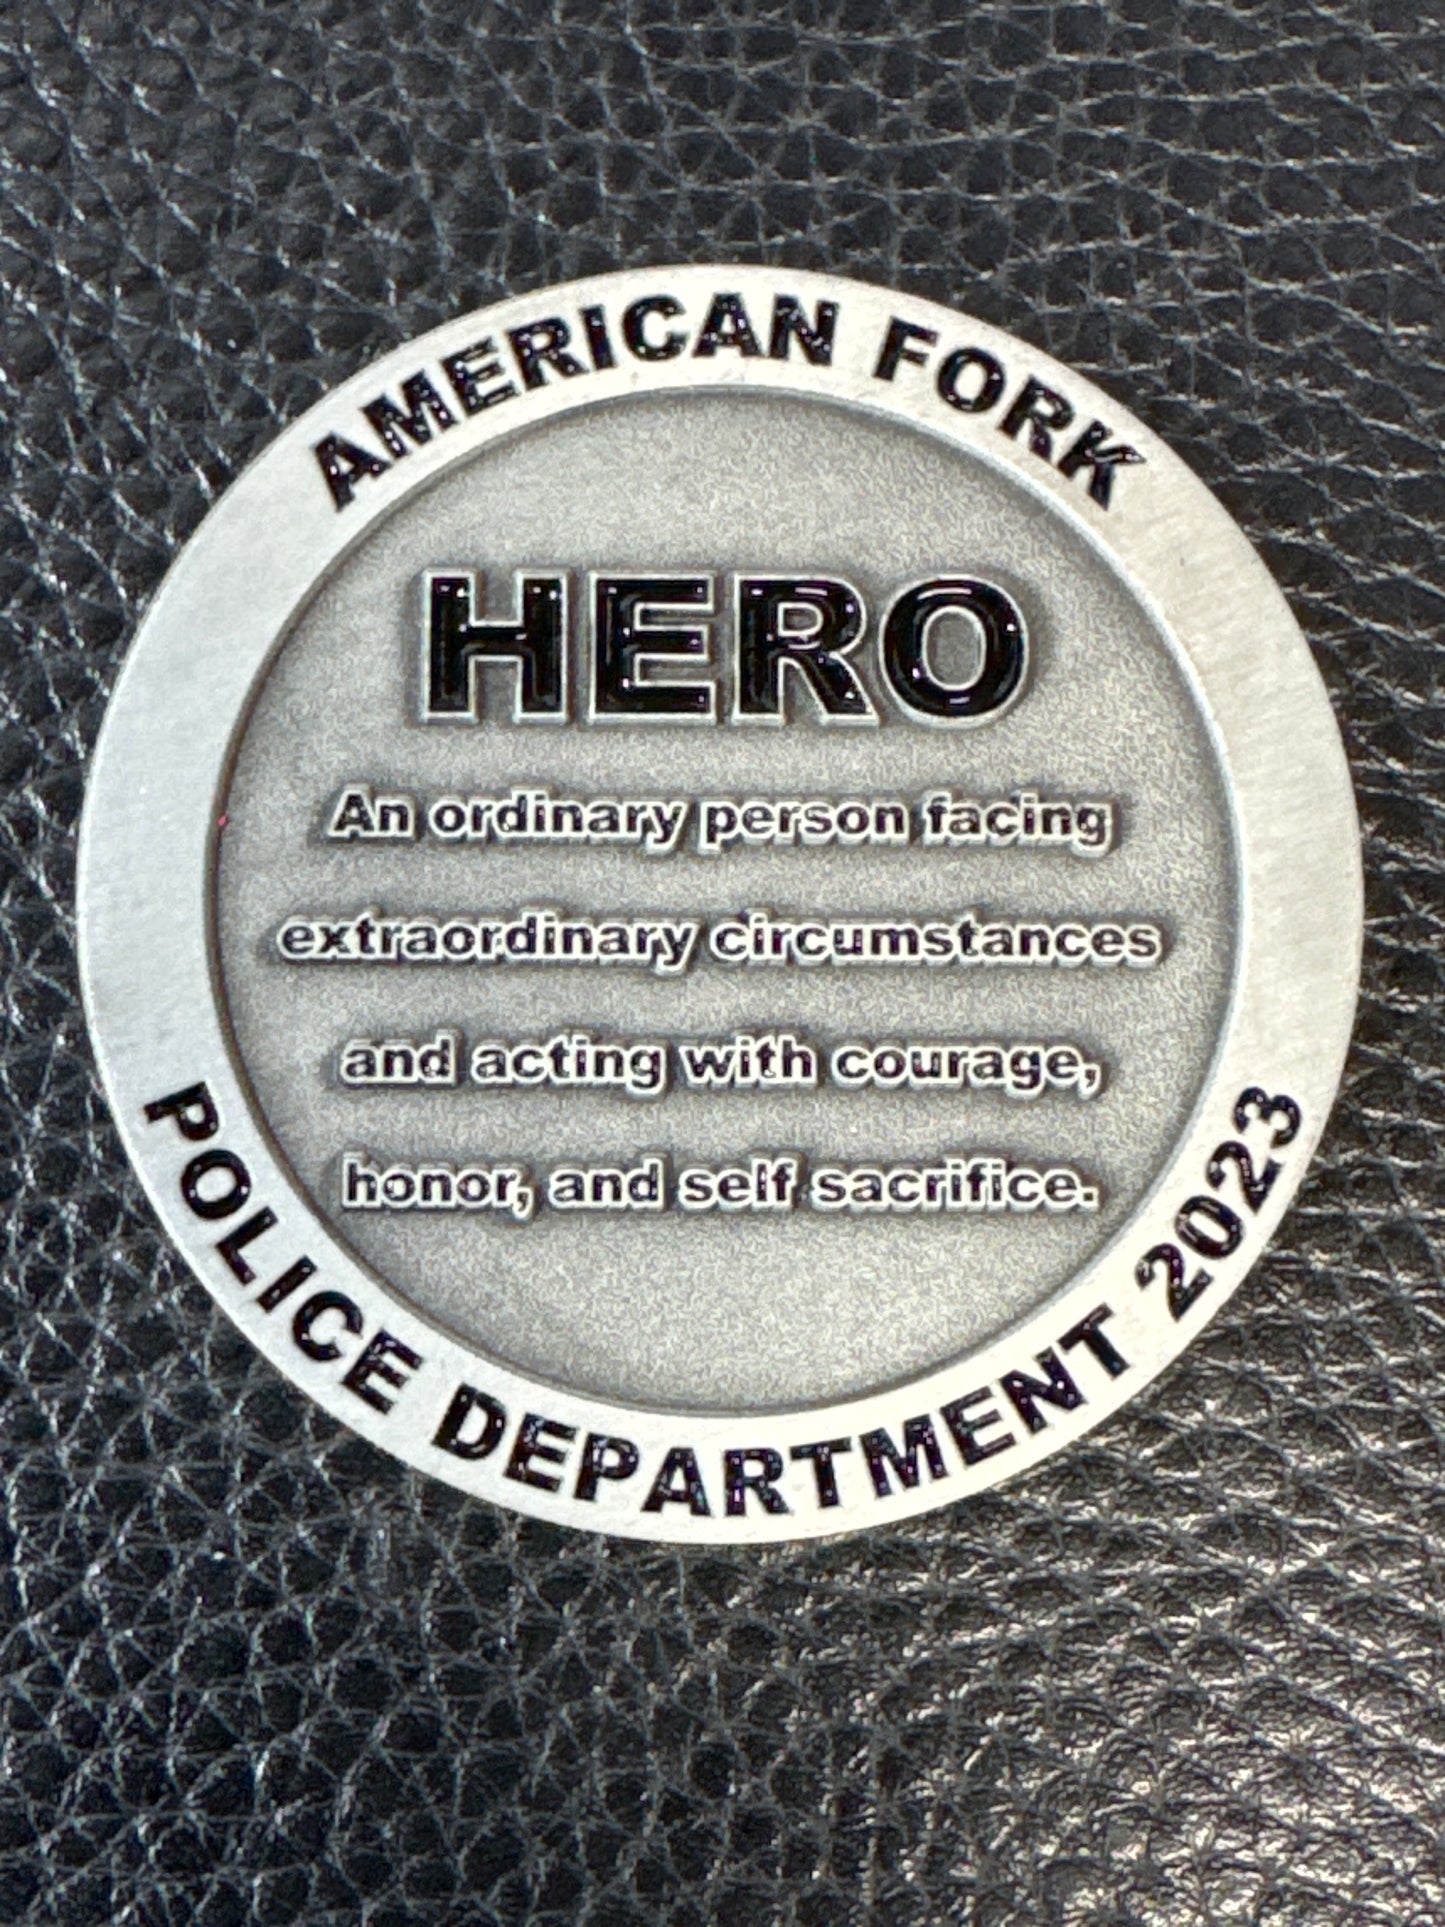 AMERICAN FORK
HERO
An ordinary person facing
extraordinary circumstances
and acting with courage,
honor, and self sacrifice.
POLICE DEPARTMENT 2023